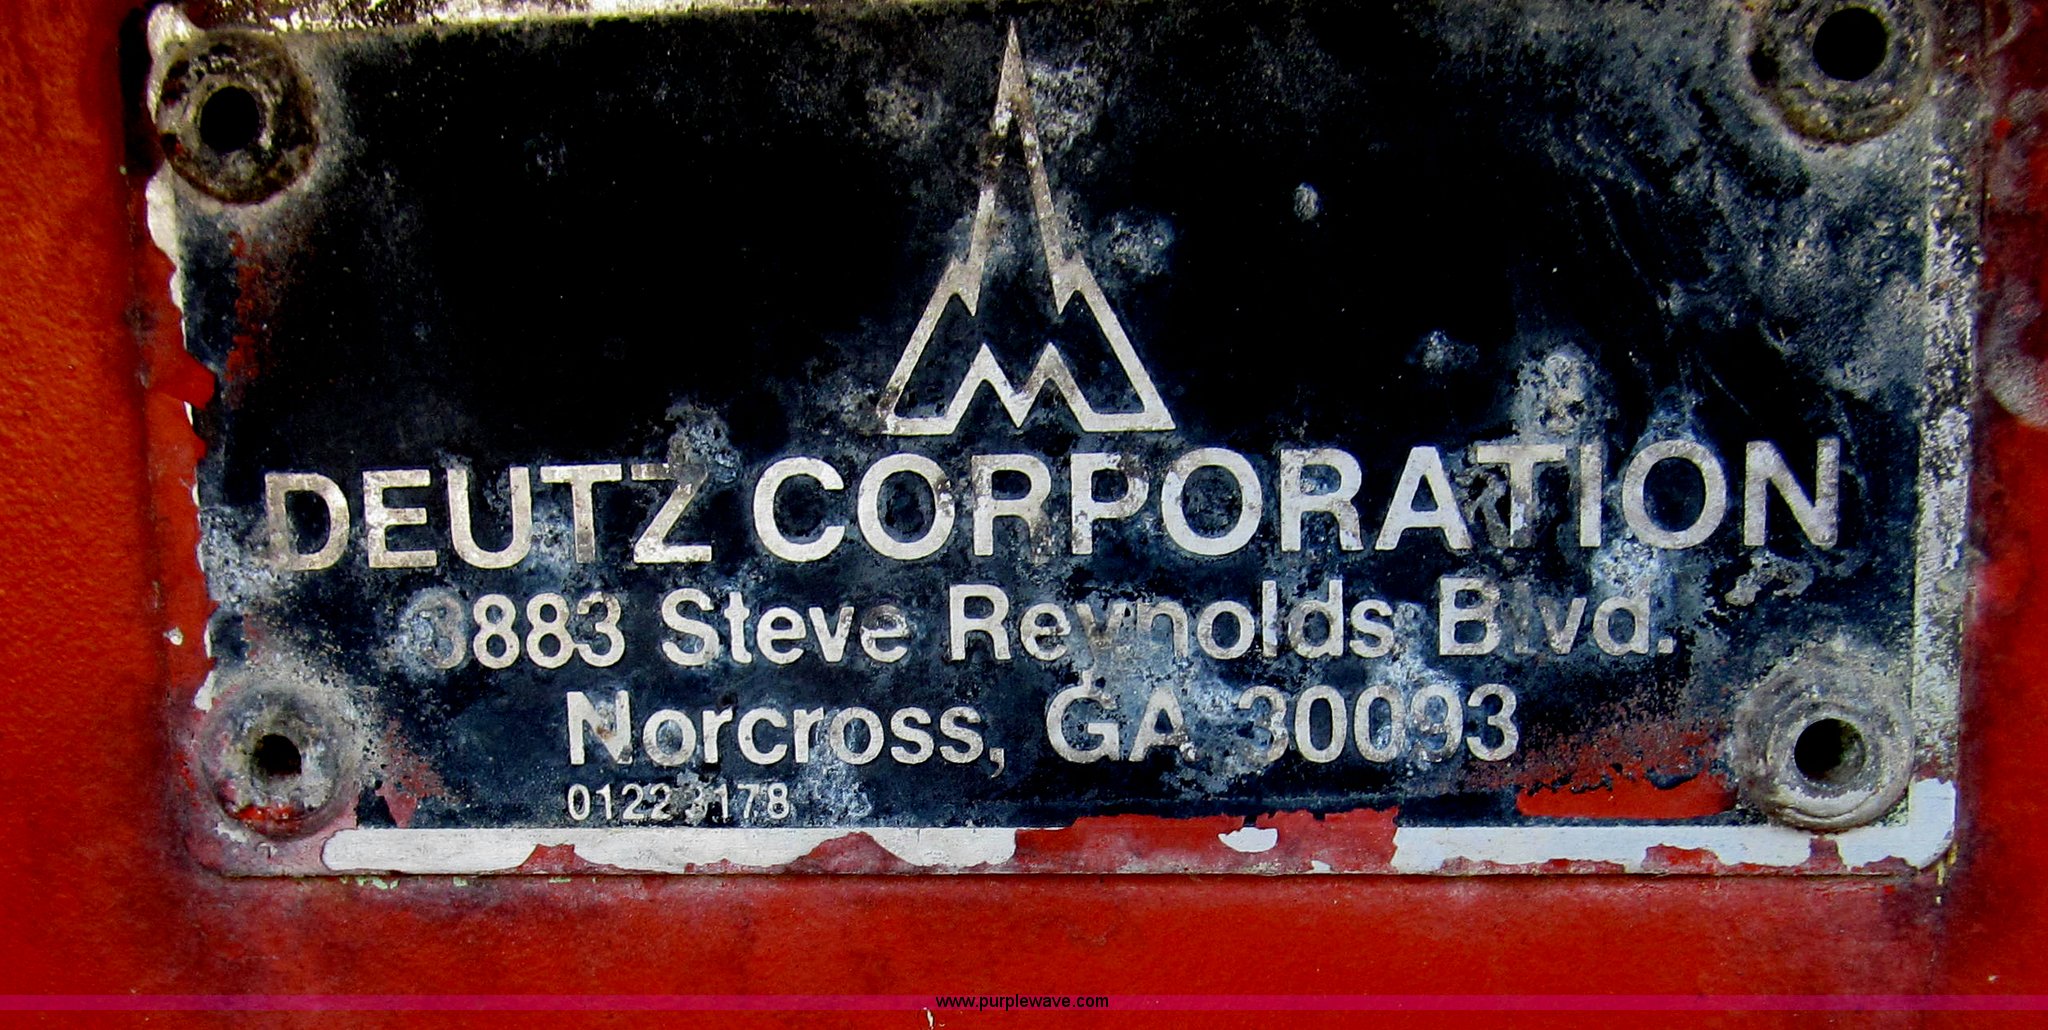 DEUTZ CORPORATION
3883 Steve Reynolds Blvd.
Norcross, GA 30093
01223178
www.purplewave.com